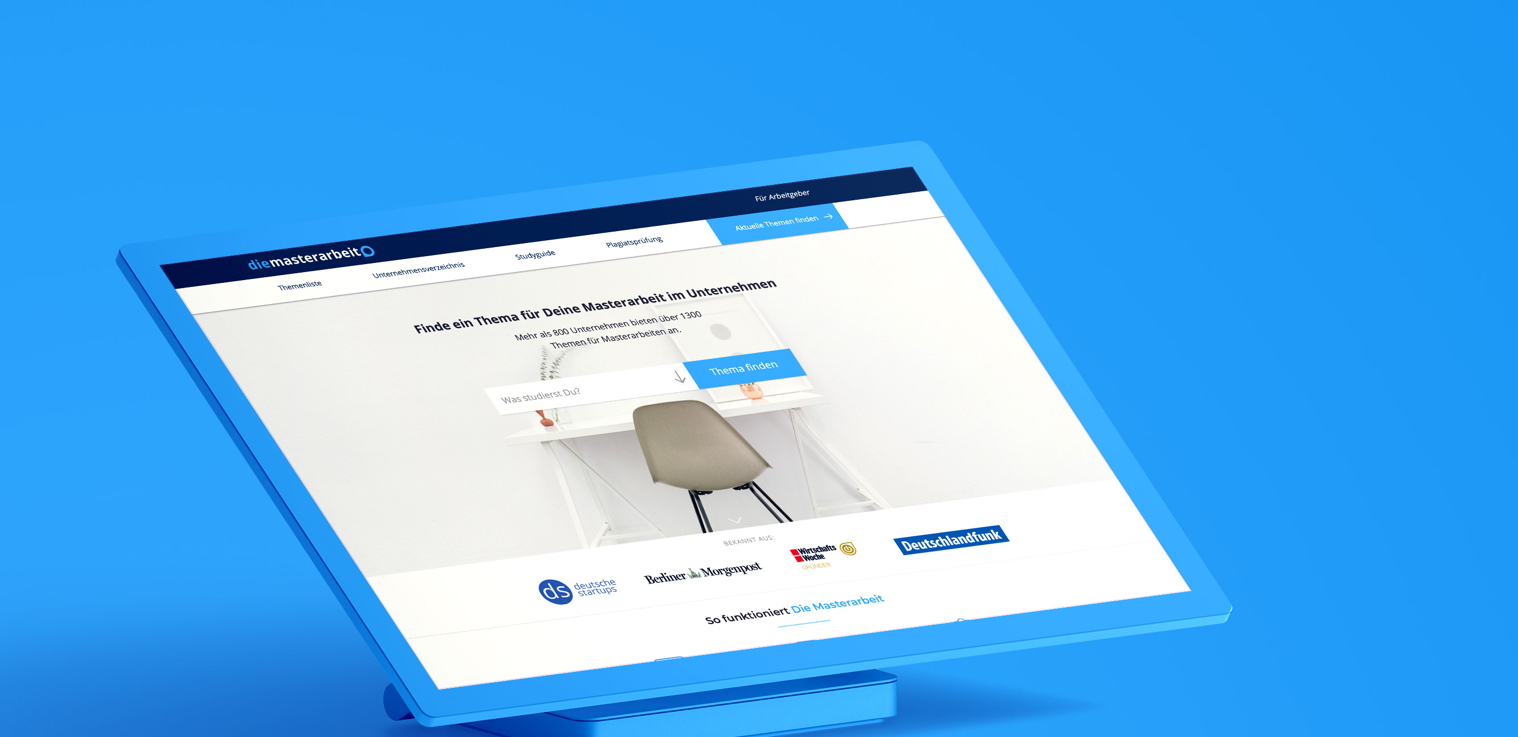 diemasterarbeit
Für Arbeitgeber
Themenliste
Unternehmensverzeichnis
Studyguide
Plagiatsprüfung
Aktuelle Themen finden
Finde ein Thema für Deine Masterarbeit im Unternehmen
Mehr als 800 Unternehmen bieten über 1300
Themen für Masterarbeiten an.
Was studierst Du?
Thema finden
BEKANNT AUS:
ds deutsche
startups
Berliner Morgenpost
Wirtschafts
Woche
GRÜNDER
Deutschlandfunk
So funktioniert Die Masterarbeit